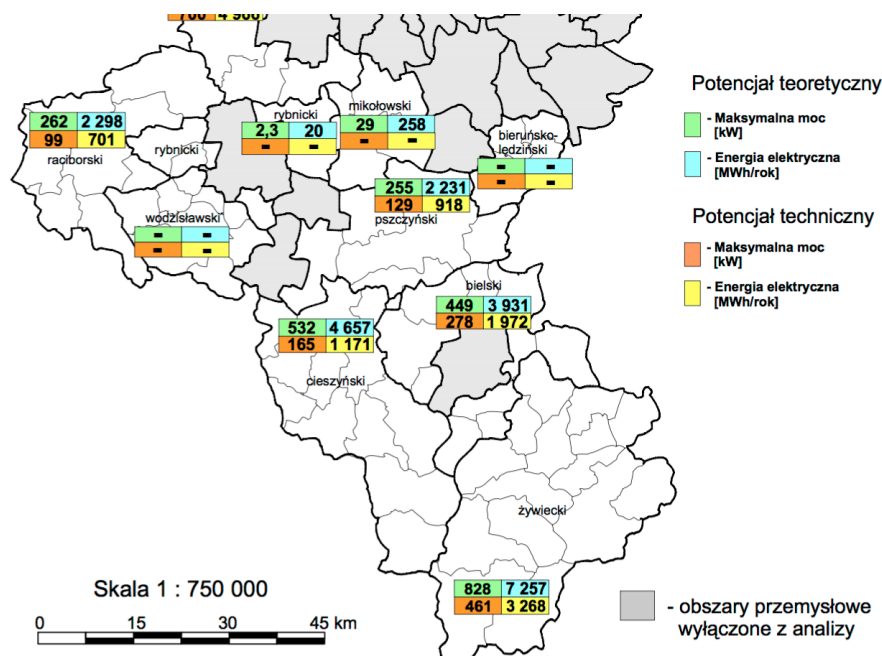 700 4 966
Potencjał teoretyczny
- Maksymalna moc
[kW]
- Energia elektryczna
[MWh/rok]
Potencjał techniczny
- Maksymalna moc
[kW]
- Energia elektryczna
[MWh/rok]
262 2 298
99 701
raciborski
rybnicki
rybnicki
2,3 20
- -
mikołowski
29 258
- -
bieruńsko-
lędziński
- -
- -
255 2 231
129 918
pszczyński
wodzisławski
- -
- -
bielski
449 3 931
278 1 972
532 4 657
165 1 171
cieszyński
żywiecki
828 7 257
461 3 268
Skala 1 : 750 000
0 15 30 45 km
- obszary przemysłowe
wyłączone z analizy